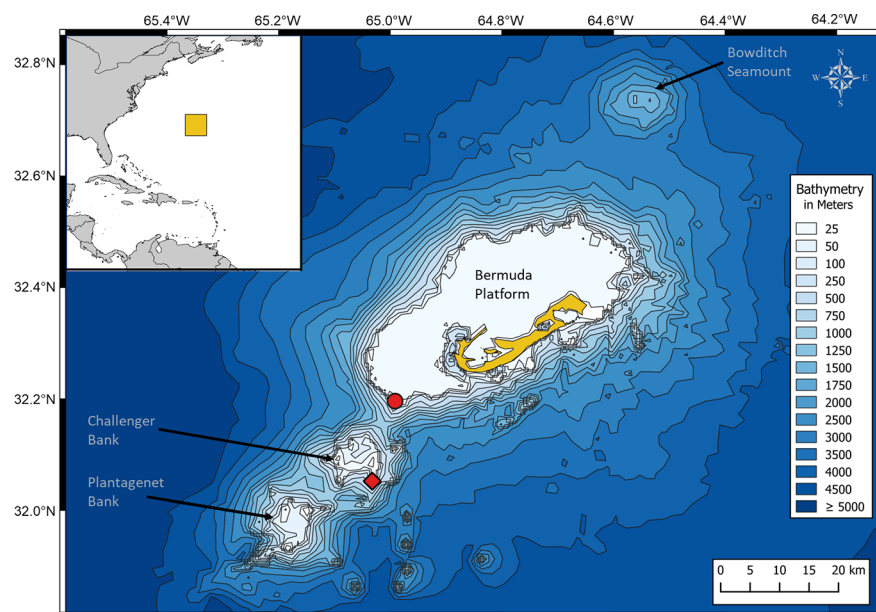 65.4°W 65.2°W 65.0°W 64.8°W 64.6°W 64.4°W 64.2°W
32.8°N
32.6°N
32.4°N
32.2°N
32.0°N
Bowditch
Seamount
N
W E
S
Bermuda
Platform
Challenger
Bank
Plantagenet
Bank
Bathymetry
in Meters
25
50
100
250
500
750
1000
1250
1500
1750
2000
2500
3000
3500
4000
4500
≥ 5000
0 5 10 15 20 km